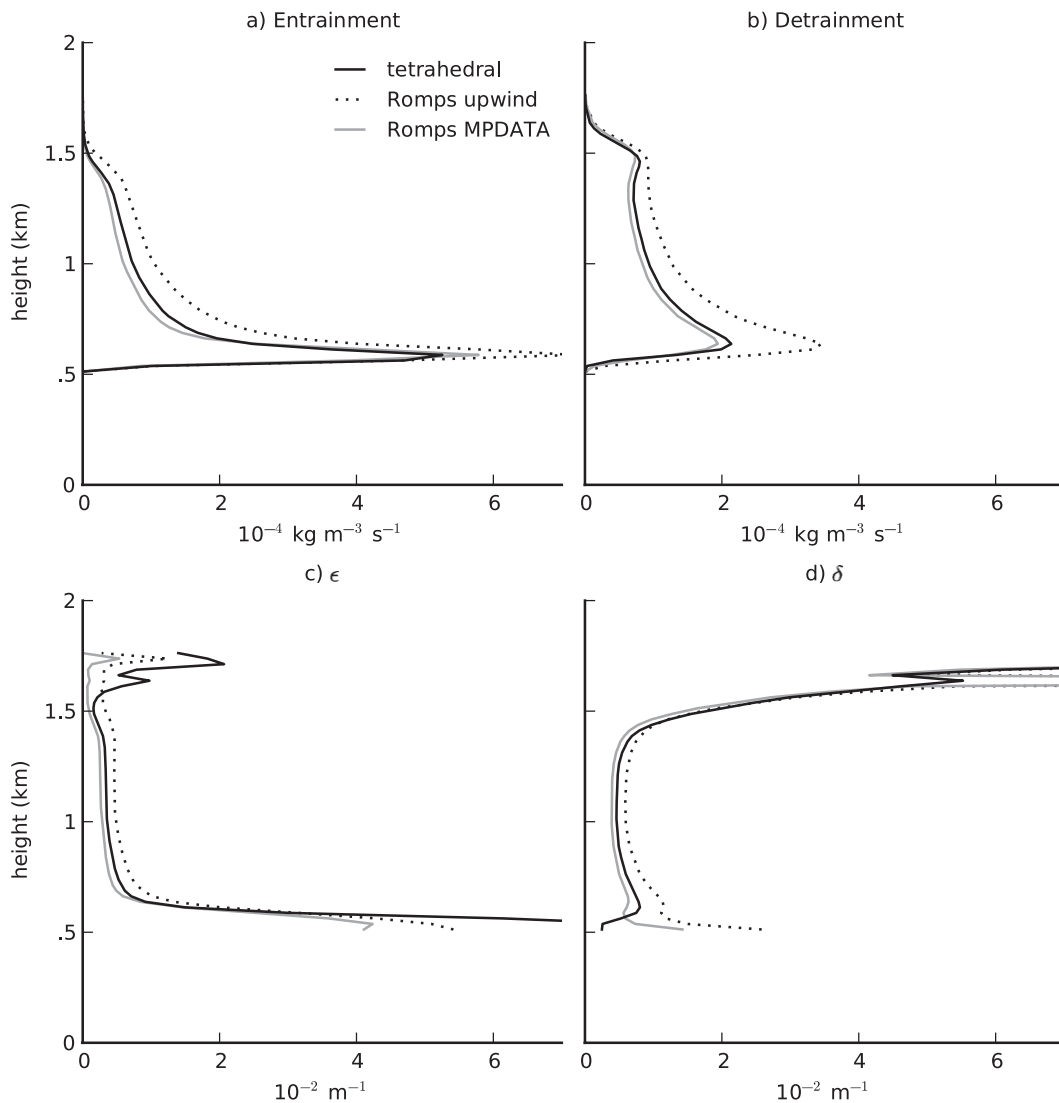 a) Entrainment
b) Detrainment
2
1.5
1
.5
0
height (km)
tetrahedral
Romps upwind
Romps MPDATA
0 2 4 6
10⁻⁴ kg m⁻³ s⁻¹
0 2 4 6
10⁻⁴ kg m⁻³ s⁻¹
c) ϵ
d) δ
2
1.5
1
.5
0
height (km)
0 2 4 6
10⁻² m⁻¹
0 2 4 6
10⁻² m⁻¹